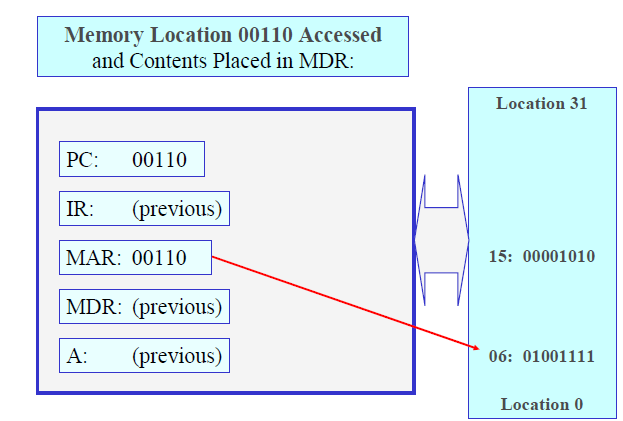 Memory Location 00110 Accessed
and Contents Placed in MDR:
Location 31
PC: 00110
IR: (previous)
MAR: 00110
15: 00001010
MDR: (previous)
A: (previous)
06: 01001111
Location 0